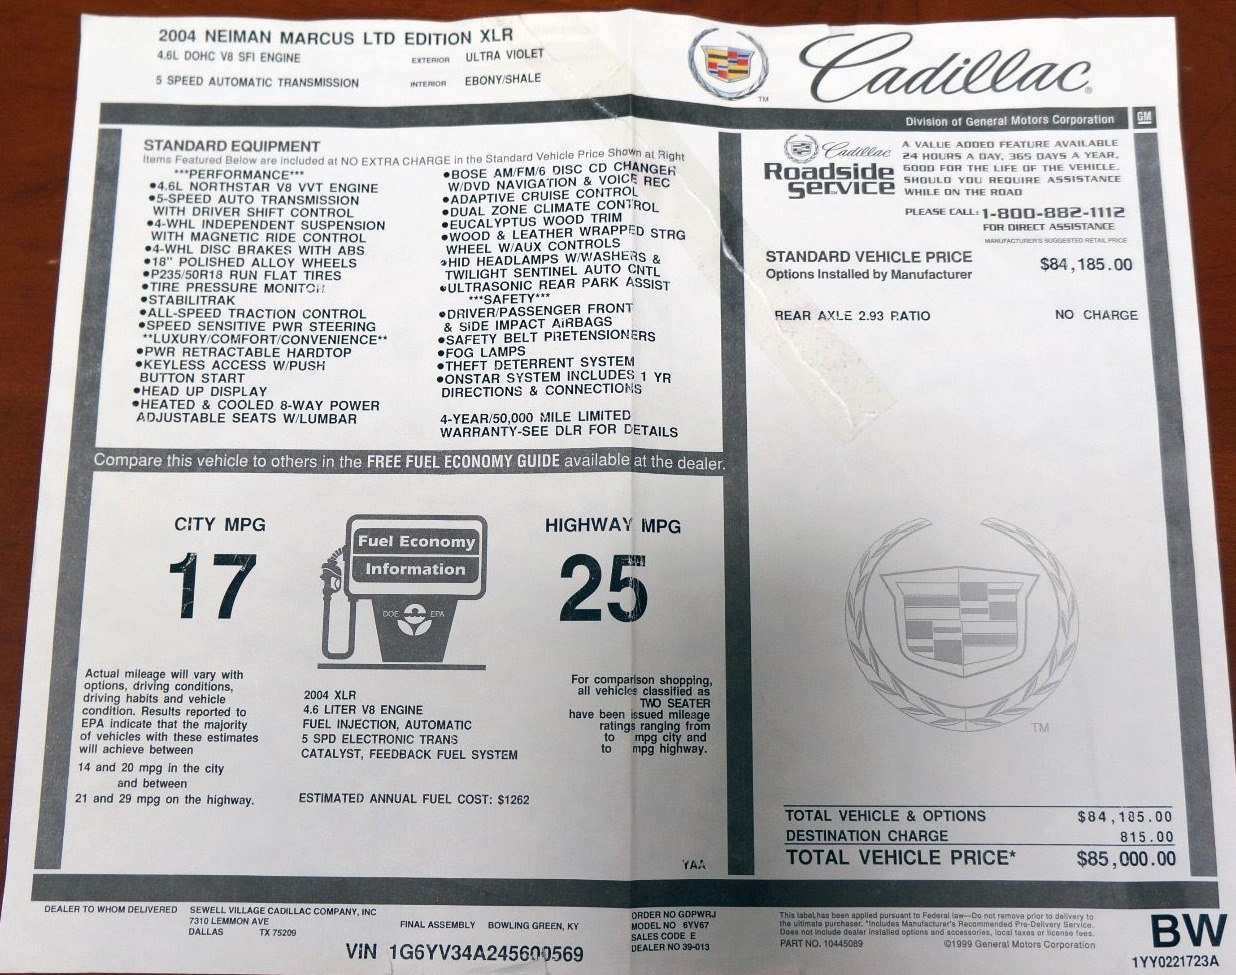 2004 NEIMAN MARCUS LTD EDITION XLR
4.6L DOHC V8 SFI ENGINE EXTERIOR ULTRA VIOLET
5 SPEED AUTOMATIC TRANSMISSION INTERIOR EBONY/SHALE
Cadillac
TM
Division of General Motors Corporation GM
STANDARD EQUIPMENT
Items Featured Below are included at NO EXTRA CHARGE in the Standard Vehicle Price Shown at Right
***PERFORMANCE***
•4.6L NORTHSTAR V8 VVT ENGINE
•5-SPEED AUTO TRANSMISSION
WITH DRIVER SHIFT CONTROL
•4-WHL INDEPENDENT SUSPENSION
WITH MAGNETIC RIDE CONTROL
•4-WHL DISC BRAKES WITH ABS
•18" POLISHED ALLOY WHEELS
•P235/50R18 RUN FLAT TIRES
•TIRE PRESSURE MONITOR
•STABILITRAK
•ALL-SPEED TRACTION CONTROL
•SPEED SENSITIVE PWR STEERING
**LUXURY/COMFORT/CONVENIENCE**
•PWR RETRACTABLE HARDTOP
•KEYLESS ACCESS W/PUSH
BUTTON START
•HEAD UP DISPLAY
•HEATED & COOLED 8-WAY POWER
ADJUSTABLE SEATS W/LUMBAR
•BOSE AM/FM/6 DISC CD CHANGER
W/DVD NAVIGATION & VOICE REC
•ADAPTIVE CRUISE CONTROL
•DUAL ZONE CLIMATE CONTROL
•EUCALYPTUS WOOD TRIM
•WOOD & LEATHER WRAPPED STRG
WHEEL W/AUX CONTROLS
•HID HEADLAMPS W/WASHERS &
TWILIGHT SENTINEL AUTO CNTL
•ULTRASONIC REAR PARK ASSIST
***SAFETY***
•DRIVER/PASSENGER FRONT
& SIDE IMPACT AIRBAGS
•SAFETY BELT PRETENSIONERS
•FOG LAMPS
•THEFT DETERRENT SYSTEM
•ONSTAR SYSTEM INCLUDES 1 YR
DIRECTIONS & CONNECTIONS
4-YEAR/50,000 MILE LIMITED
WARRANTY-SEE DLR FOR DETAILS
Cadillac
Roadside
Service
A VALUE ADDED FEATURE AVAILABLE
24 HOURS A DAY, 365 DAYS A YEAR,
GOOD FOR THE LIFE OF THE VEHICLE.
SHOULD YOU REQUIRE ASSISTANCE
WHILE ON THE ROAD
PLEASE CALL: 1-800-882-1112
FOR DIRECT ASSISTANCE
MANUFACTURER'S SUGGESTED RETAIL PRICE
STANDARD VEHICLE PRICE $84,185.00
Options Installed by Manufacturer
REAR AXLE 2.93 RATIO NO CHARGE
Compare this vehicle to others in the FREE FUEL ECONOMY GUIDE available at the dealer.
CITY MPG
17
Fuel Economy
Information
DOE EPA
HIGHWAY MPG
25
Actual mileage will vary with
options, driving conditions,
driving habits and vehicle
condition. Results reported to
EPA indicate that the majority
of vehicles with these estimates
will achieve between
14 and 20 mpg in the city
and between
21 and 29 mpg on the highway.
2004 XLR
4.6 LITER V8 ENGINE
FUEL INJECTION, AUTOMATIC
5 SPD ELECTRONIC TRANS
CATALYST, FEEDBACK FUEL SYSTEM
ESTIMATED ANNUAL FUEL COST: $1262
For comparison shopping,
all vehicles classified as
TWO SEATER
have been issued mileage
ratings ranging from
to mpg city and
to mpg highway.
YAA
TM
TOTAL VEHICLE & OPTIONS $84,185.00
DESTINATION CHARGE 815.00
TOTAL VEHICLE PRICE* $85,000.00
DEALER TO WHOM DELIVERED SEWELL VILLAGE CADILLAC COMPANY, INC
7310 LEMMON AVE
DALLAS TX 75209
FINAL ASSEMBLY BOWLING GREEN, KY
VIN 1G6YV34A245600569
ORDER NO GDPWRJ
MODEL NO 6YV67
SALES CODE E
DEALER NO 39-013
This label has been applied pursuant to Federal law—Do not remove prior to delivery to
the ultimate purchaser. *Includes Manufacturer's Recommended Pre-Delivery Service.
Does not include dealer installed options and accessories, local taxes or license fees.
PART NO. 10445089 ©1999 General Motors Corporation
BW
1YY0221723A